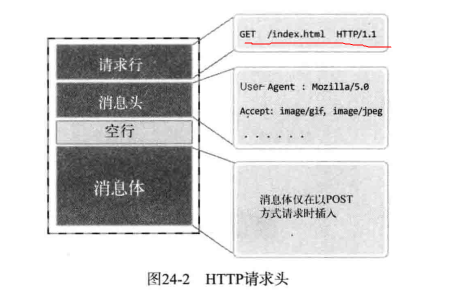 请求行
GET /index.html HTTP/1.1
消息头
User-Agent : Mozilla/5.0
Accept: image/gif, image/jpeg
. . . . . .
空行
消息体
消息体仅在以POST
方式请求时插入
图24-2 HTTP请求头